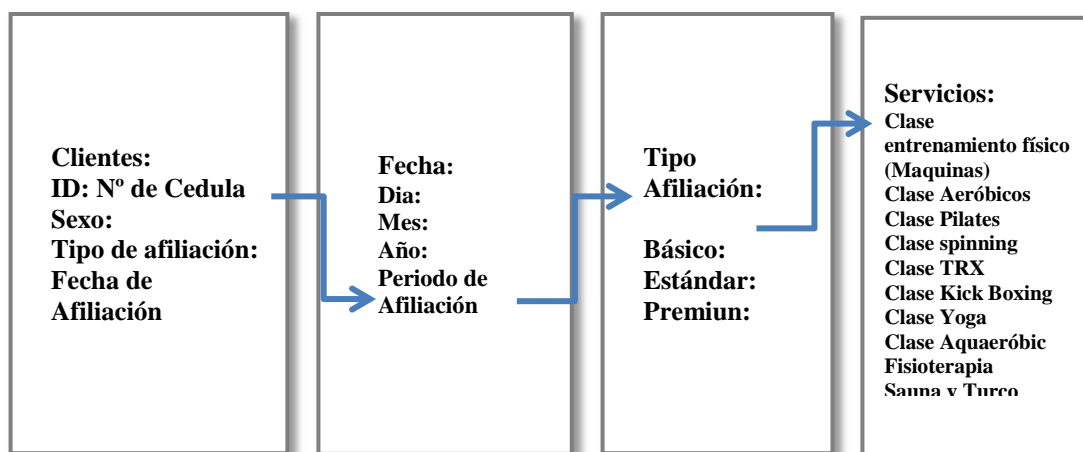 Clientes:
ID: Nº de Cedula
Sexo:
Tipo de afiliación:
Fecha de
Afiliación
Fecha:
Dia:
Mes:
Año:
Periodo de
Afiliación
Tipo
Afiliación:
Básico:
Estándar:
Premiun:
Servicios:
Clase
entrenamiento físico
(Maquinas)
Clase Aeróbicos
Clase Pilates
Clase spinning
Clase TRX
Clase Kick Boxing
Clase Yoga
Clase Aquaeróbic
Fisioterapia
Sauna y Turco